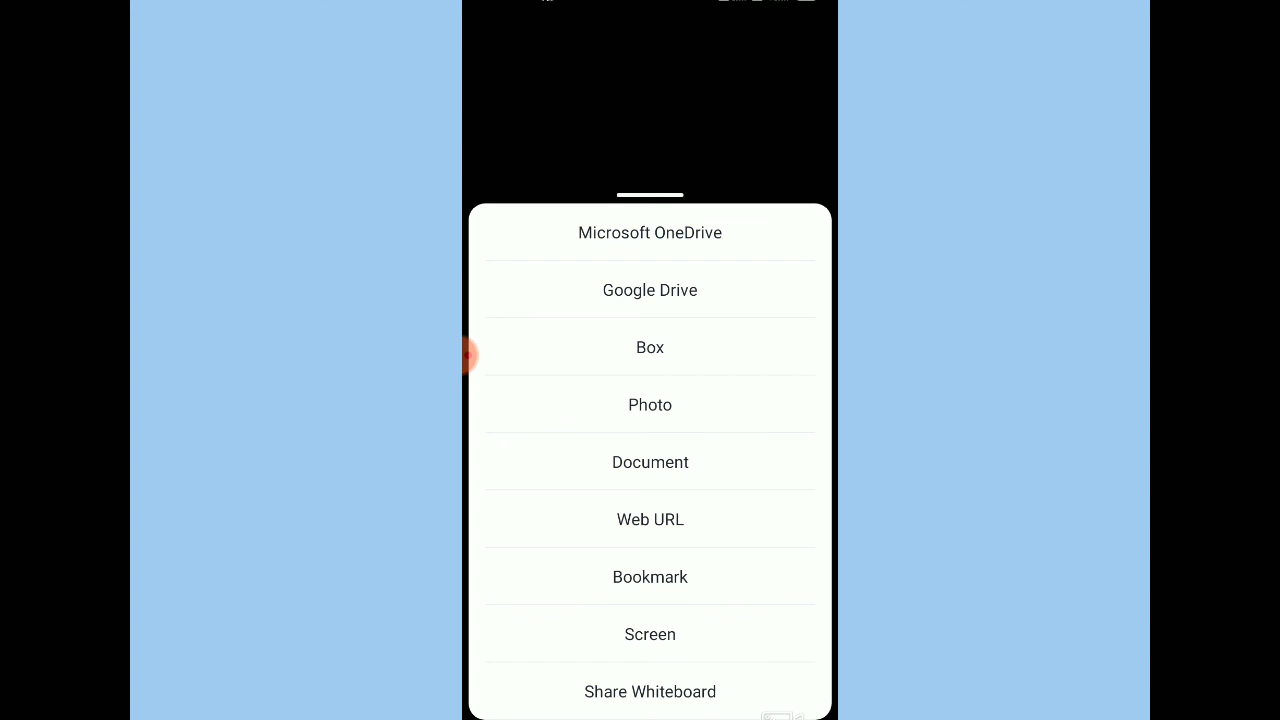 Microsoft OneDrive
Google Drive
Box
Photo
Document
Web URL
Bookmark
Screen
Share Whiteboard